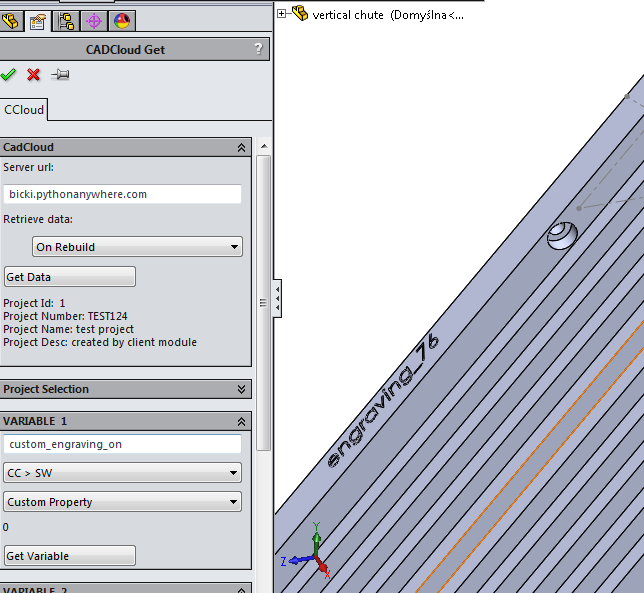 CADCloud Get
?
CCloud
CadCloud
Server url:
bicki.pythonanywhere.com
Retrieve data:
On Rebuild
Get Data
Project Id: 1
Project Number: TEST124
Project Name: test project
Project Desc: created by client module
Project Selection
VARIABLE 1
custom_engraving_on
CC > SW
Custom Property
0
Get Variable
VARIABLE 2
vertical chute (Domyślna<...
engraving_76
Y
Z
X